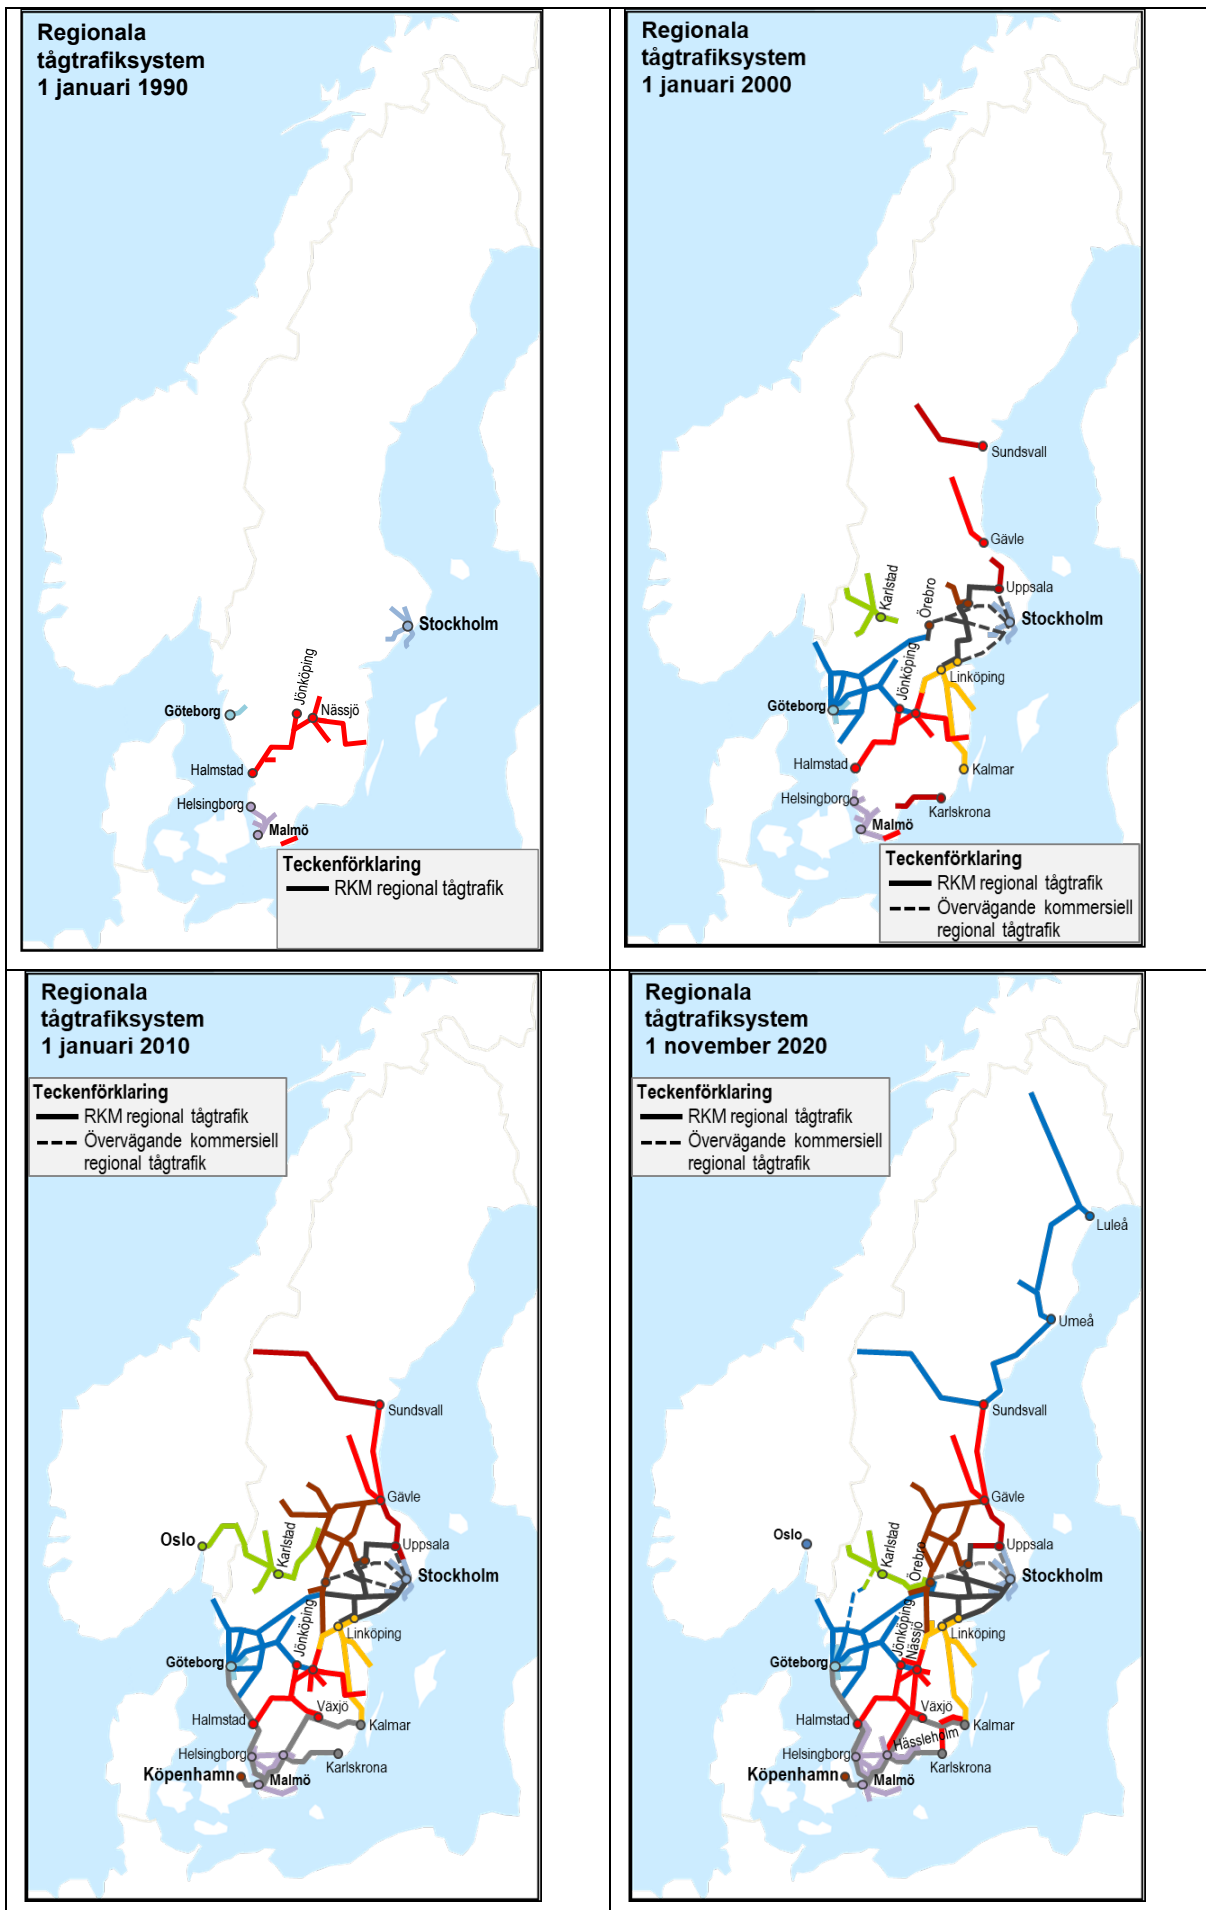 Regionala
tågtrafiksystem
1 januari 1990
Stockholm
Jönköping
Göteborg
Nässjö
Halmstad
Helsingborg
Malmö
Teckenförklaring
RKM regional tågtrafik
Regionala
tågtrafiksystem
1 januari 2000
Sundsvall
Gävle
Karlstad
Örebro
Uppsala
Stockholm
Jönköping
Linköping
Göteborg
Halmstad
Kalmar
Helsingborg
Karlskrona
Malmö
Teckenförklaring
RKM regional tågtrafik
Övervägande kommersiell
regional tågtrafik
Regionala
tågtrafiksystem
1 januari 2010
Teckenförklaring
RKM regional tågtrafik
Övervägande kommersiell
regional tågtrafik
Sundsvall
Gävle
Oslo
Karlstad
Uppsala
Stockholm
Jönköping
Linköping
Göteborg
Växjö
Halmstad
Kalmar
Helsingborg
Karlskrona
Köpenhamn
Malmö
Regionala
tågtrafiksystem
1 november 2020
Teckenförklaring
RKM regional tågtrafik
Övervägande kommersiell
regional tågtrafik
Luleå
Umeå
Sundsvall
Gävle
Oslo
Karlstad
Örebro
Uppsala
Stockholm
Jönköping
Nässjö
Linköping
Göteborg
Växjö
Halmstad
Kalmar
Hässleholm
Helsingborg
Karlskrona
Köpenhamn
Malmö